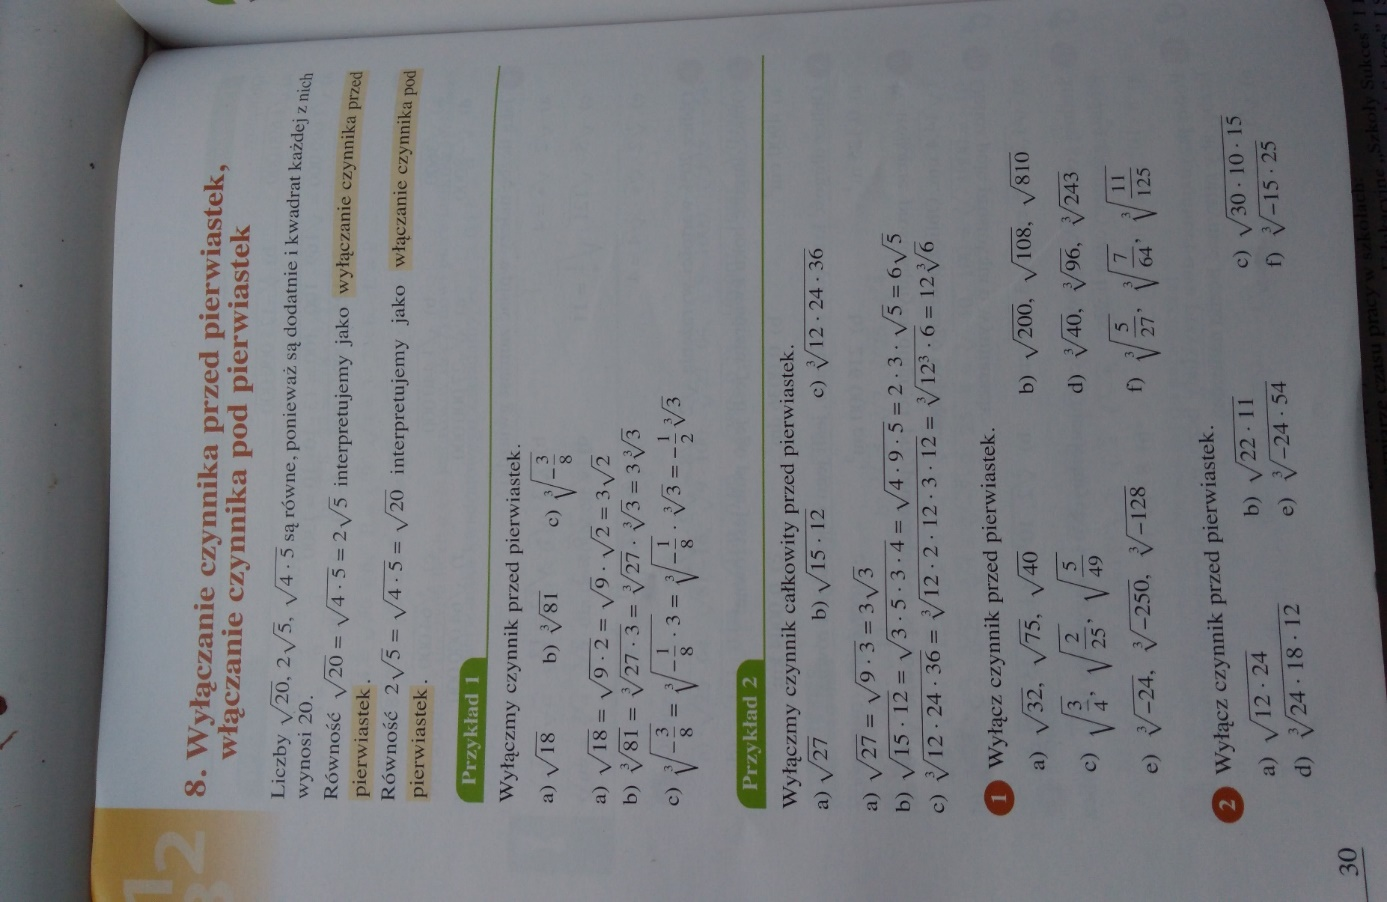 8. Wyłączanie czynnika przed pierwiastek,
włączanie czynnika pod pierwiastek
Liczby √20, 2√5, √(4 · 5) są równe, ponieważ są dodatnie i kwadrat każdej z nich
wynosi 20.
Równość √20 = √(4 · 5) = 2√5 interpretujemy jako wyłączanie czynnika przed
pierwiastek.
Równość 2√5 = √(4 · 5) = √20 interpretujemy jako włączanie czynnika pod
pierwiastek.
Przykład 1
Wyłączmy czynnik przed pierwiastek.
a) √18 b) ∛81 c) ∛(-3/8)
a) √18 = √(9 · 2) = √9 · √2 = 3√2
b) ∛81 = ∛(27 · 3) = ∛27 · ∛3 = 3∛3
c) ∛(-3/8) = ∛(-1/8 · 3) = ∛(-1/8) · ∛3 = -1/2 ∛3
Przykład 2
Wyłączmy czynnik całkowity przed pierwiastek.
a) √27 b) √(15 · 12) c) ∛(12 · 24 · 36)
a) √27 = √(9 · 3) = 3√3
b) √(15 · 12) = √(3 · 5 · 3 · 4) = √(4 · 9 · 5) = 2 · 3 · √5 = 6√5
c) ∛(12 · 24 · 36) = ∛(12 · 2 · 12 · 3 · 12) = ∛(12³ · 6) = 12∛6
1 Wyłącz czynnik przed pierwiastek.
a) √32, √75, √40 b) √200, √108, √810
c) √(3/4), √(2/25), √(5/49) d) ∛40, ∛96, ∛243
e) ∛-24, ∛-250, ∛-128 f) ∛(5/27), ∛(7/64), ∛(11/125)
2 Wyłącz czynnik przed pierwiastek.
a) √(12 · 24) b) √(22 · 11) c) √(30 · 10 · 15)
d) ∛(24 · 18 · 12) e) ∛(-24 · 54) f) ∛(-15 · 25)
30